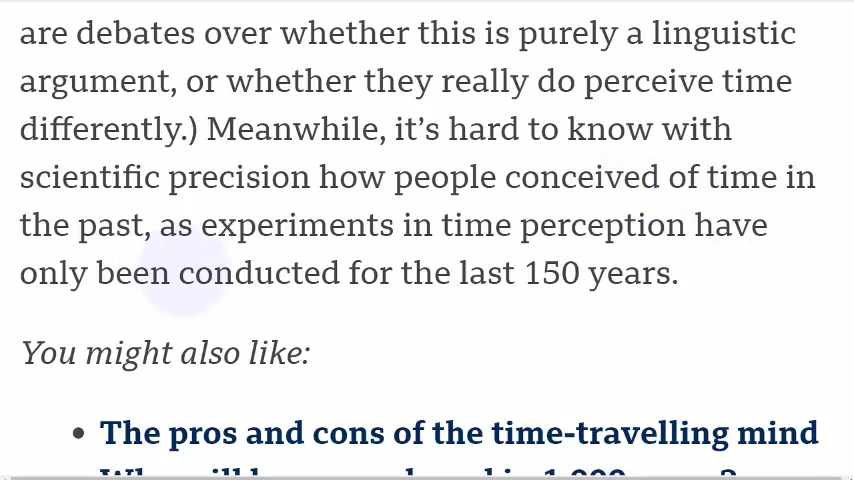 are debates over whether this is purely a linguistic
argument, or whether they really do perceive time
differently.) Meanwhile, it’s hard to know with
scientific precision how people conceived of time in
the past, as experiments in time perception have
only been conducted for the last 150 years.
You might also like:
• The pros and cons of the time-travelling mind